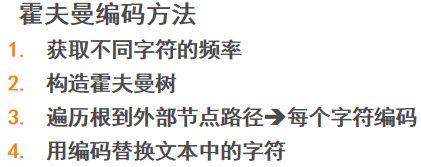 霍夫曼编码方法
1. 获取不同字符的频率
2. 构造霍夫曼树
3. 遍历根到外部节点路径➔每个字符编码
4. 用编码替换文本中的字符